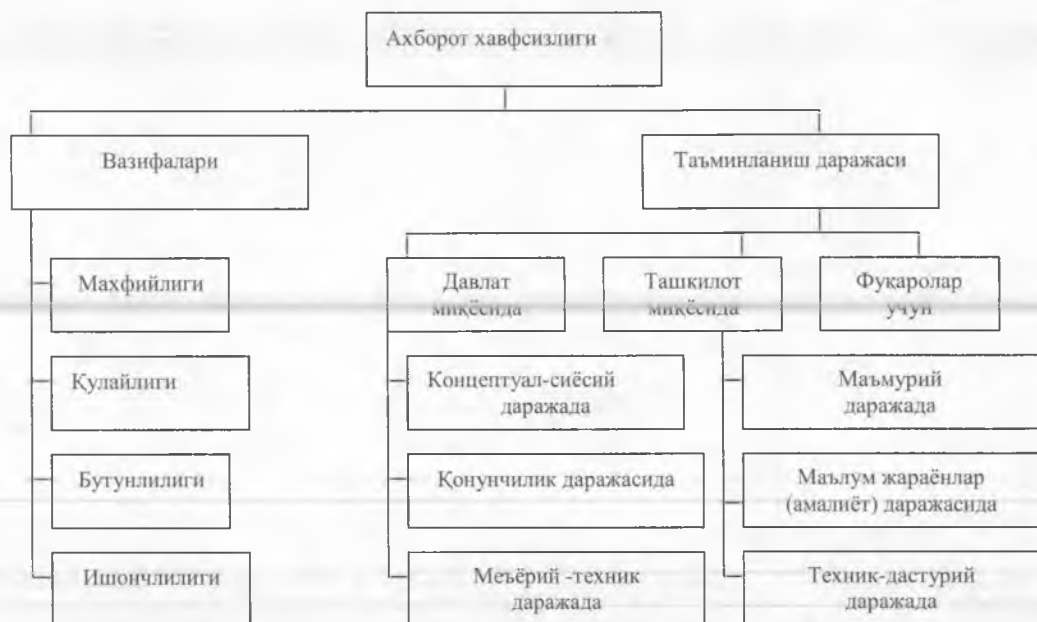 Ахборот хавфсизлиги
Вазифалари
Таъминланиш даражаси
Махфийлиги
Қулайлиги
Бутунлилиги
Ишончлилиги
Давлат
миқёсида
Ташкилот
миқёсида
Фуқаролар
учун
Концептуал-сиёсий
даражада
Қонунчилик даражасида
Меъёрий -техник
даражада
Маъмурий
даражада
Маълум жараёнлар
(амалиёт) даражасида
Техник-дастурий
даражада